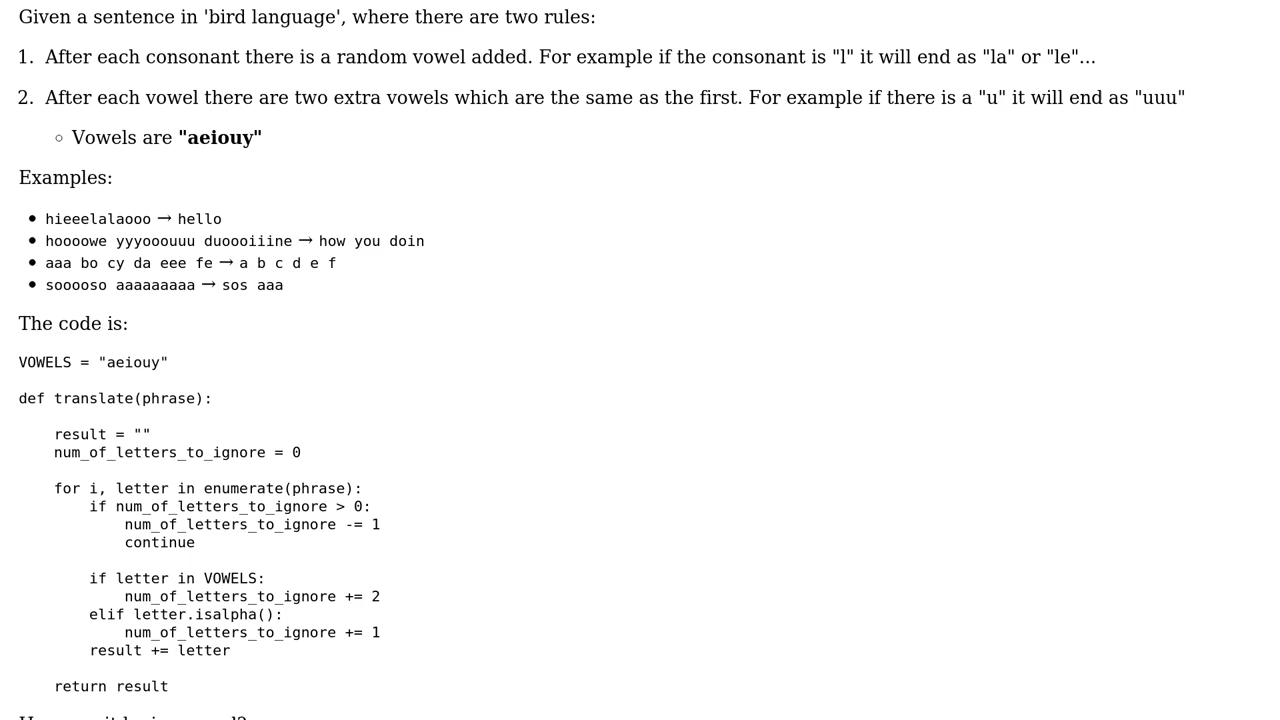 Given a sentence in 'bird language', where there are two rules:
1. After each consonant there is a random vowel added. For example if the consonant is "l" it will end as "la" or "le"...
2. After each vowel there are two extra vowels which are the same as the first. For example if there is a "u" it will end as "uuu"
◦ Vowels are "aeiouy"
Examples:
• hieeelalaooo → hello
• hoooowe yyyooouuu duoooiiine → how you doin
• aaa bo cy da eee fe → a b c d e f
• sooooso aaaaaaaaa → sos aaa
The code is:
VOWELS = "aeiouy"
def translate(phrase):
    result = ""
    num_of_letters_to_ignore = 0
    for i, letter in enumerate(phrase):
        if num_of_letters_to_ignore > 0:
            num_of_letters_to_ignore -= 1
            continue
        if letter in VOWELS:
            num_of_letters_to_ignore += 2
        elif letter.isalpha():
            num_of_letters_to_ignore += 1
        result += letter
    return result